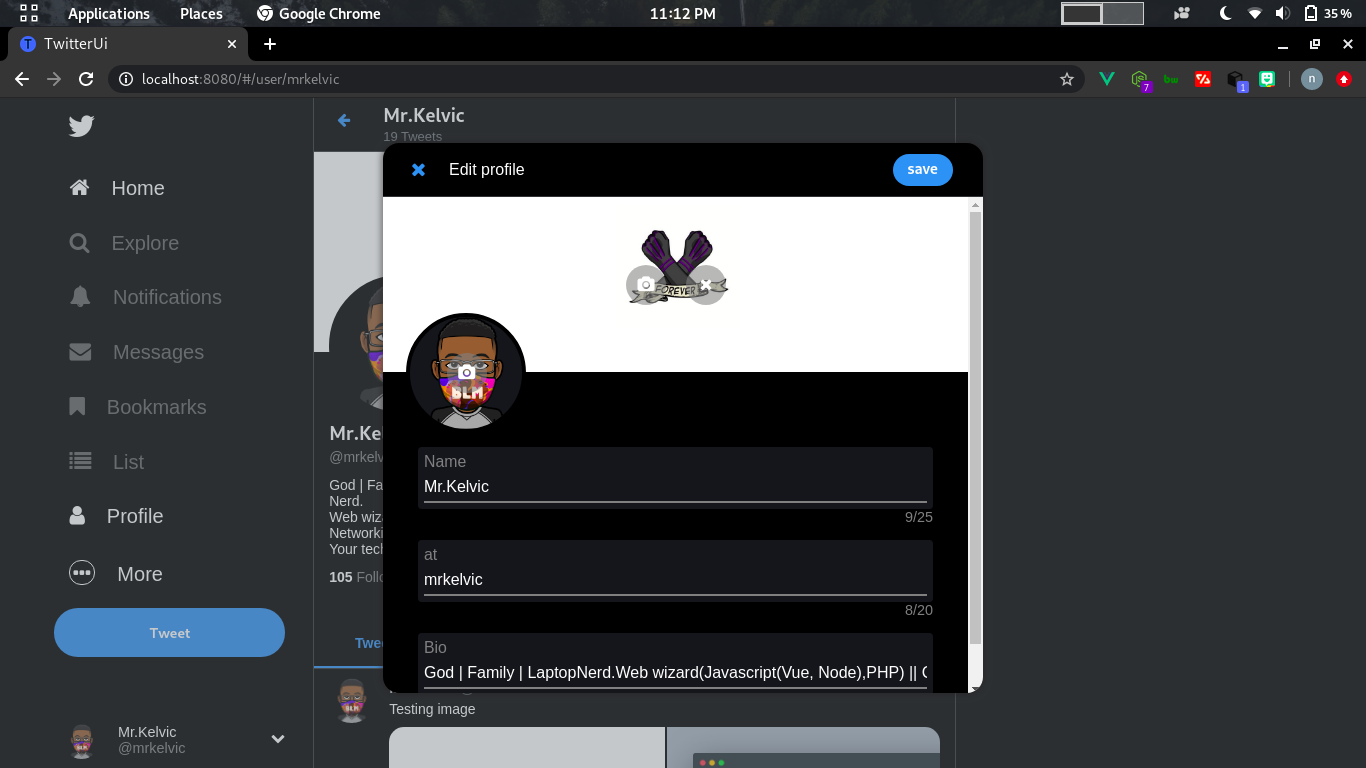 Applications Places Google Chrome 11:12 PM 35 %
T TwitterUi
localhost:8080/#/user/mrkelvic 7 1 n
Mr.Kelvic
19 Tweets
Edit profile save
FOREVER
BLM
Home
Explore
Notifications
Messages
Bookmarks
List
Profile
More
Tweet
Mr.Kelvic
@mrkelvic
Mr.Ke
@mrkelv
God | Fa
Nerd.
Web wiz
Networki
Your tech
105 Follo
Twee
Name
Mr.Kelvic
9/25
at
mrkelvic
8/20
Bio
God | Family | LaptopNerd.Web wizard(Javascript(Vue, Node),PHP) ||
Testing image